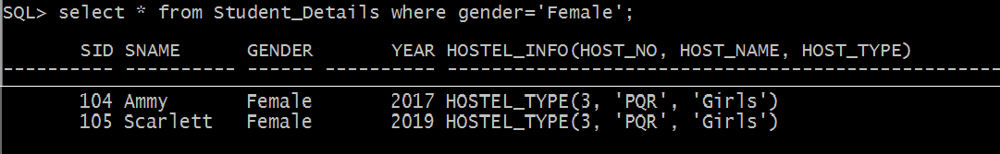 SQL> select * from Student_Details where gender='Female';
SID SNAME GENDER YEAR HOSTEL_INFO(HOST_NO, HOST_NAME, HOST_TYPE)
---------- ---------- ------ ---------- --------------------------------------------------
104 Ammy Female 2017 HOSTEL_TYPE(3, 'PQR', 'Girls')
105 Scarlett Female 2019 HOSTEL_TYPE(3, 'PQR', 'Girls')